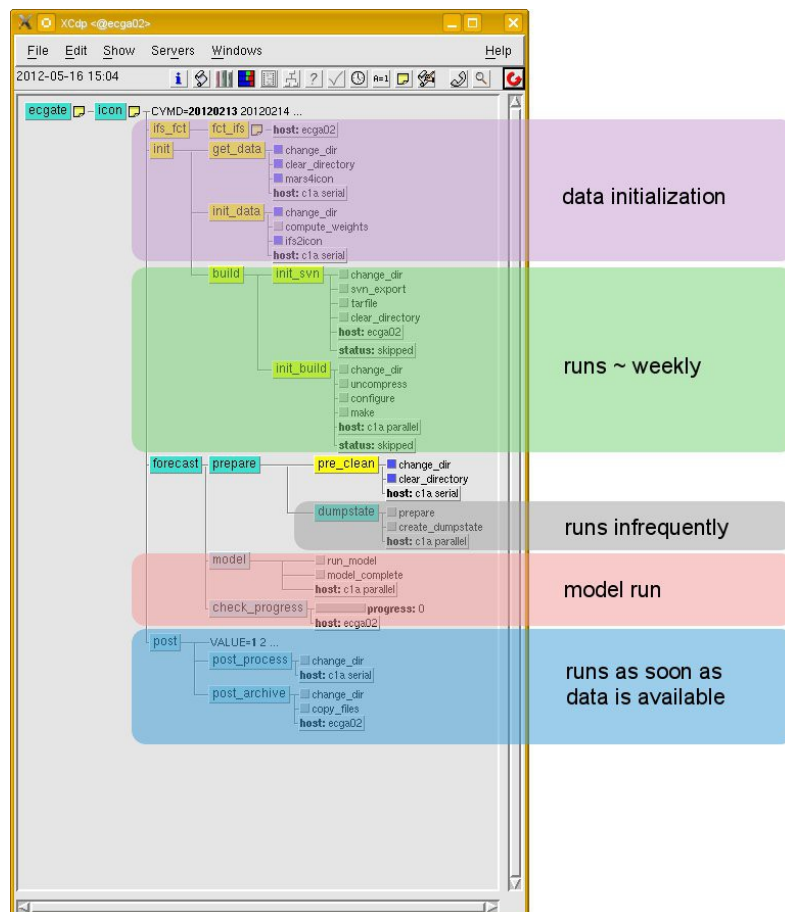 XCdp <@ecga02>
File Edit Show Servers Windows Help
2012-05-16 15:04
i ? A=1
ecgate icon CYMD=20120213 20120214 ...
ifs_fct fct_ifs host: ecga02
init get_data change_dir
clear_directory
mars4icon
host: c1a serial
data initialization
init_data change_dir
compute_weights
ifs2icon
host: c1a serial
build init_svn change_dir
svn_export
tarfile
clear_directory
host: ecga02
status: skipped
runs ~ weekly
init_build change_dir
uncompress
configure
make
host: c1a parallel
status: skipped
forecast prepare pre_clean change_dir
clear_directory
host: c1a serial
dumpstate prepare
create_dumpstate
host: c1a parallel
runs infrequently
model run_model
model_complete
host: c1a parallel
model run
check_progress progress: 0
host: ecga02
post VALUE=1 2 ...
post_process change_dir
host: c1a serial
runs as soon as
data is available
post_archive change_dir
copy_files
host: ecga02